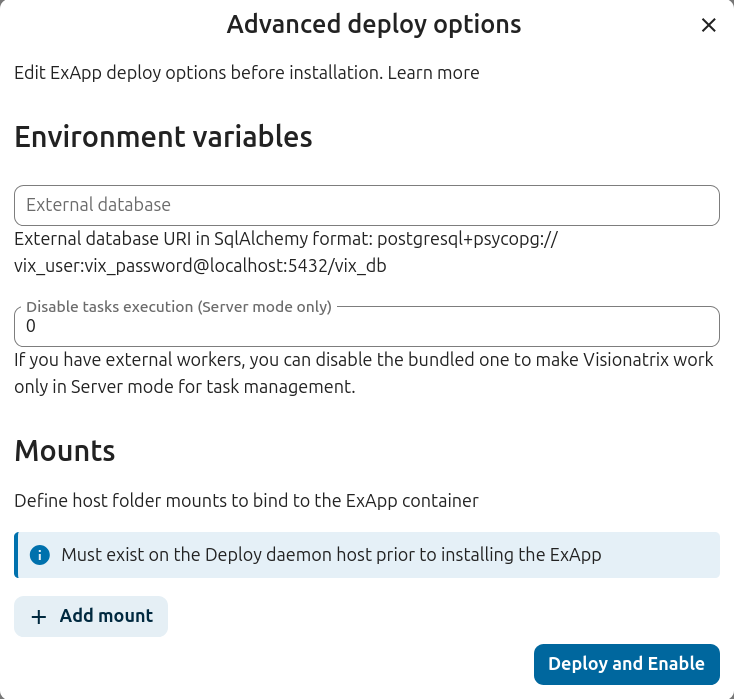 Advanced deploy options
Edit ExApp deploy options before installation. Learn more
Environment variables
External database
External database URI in SqlAlchemy format: postgresql+psycopg://
vix_user:vix_password@localhost:5432/vix_db
Disable tasks execution (Server mode only)
0
If you have external workers, you can disable the bundled one to make Visionatrix work
only in Server mode for task management.
Mounts
Define host folder mounts to bind to the ExApp container
Must exist on the Deploy daemon host prior to installing the ExApp
Add mount
Deploy and Enable